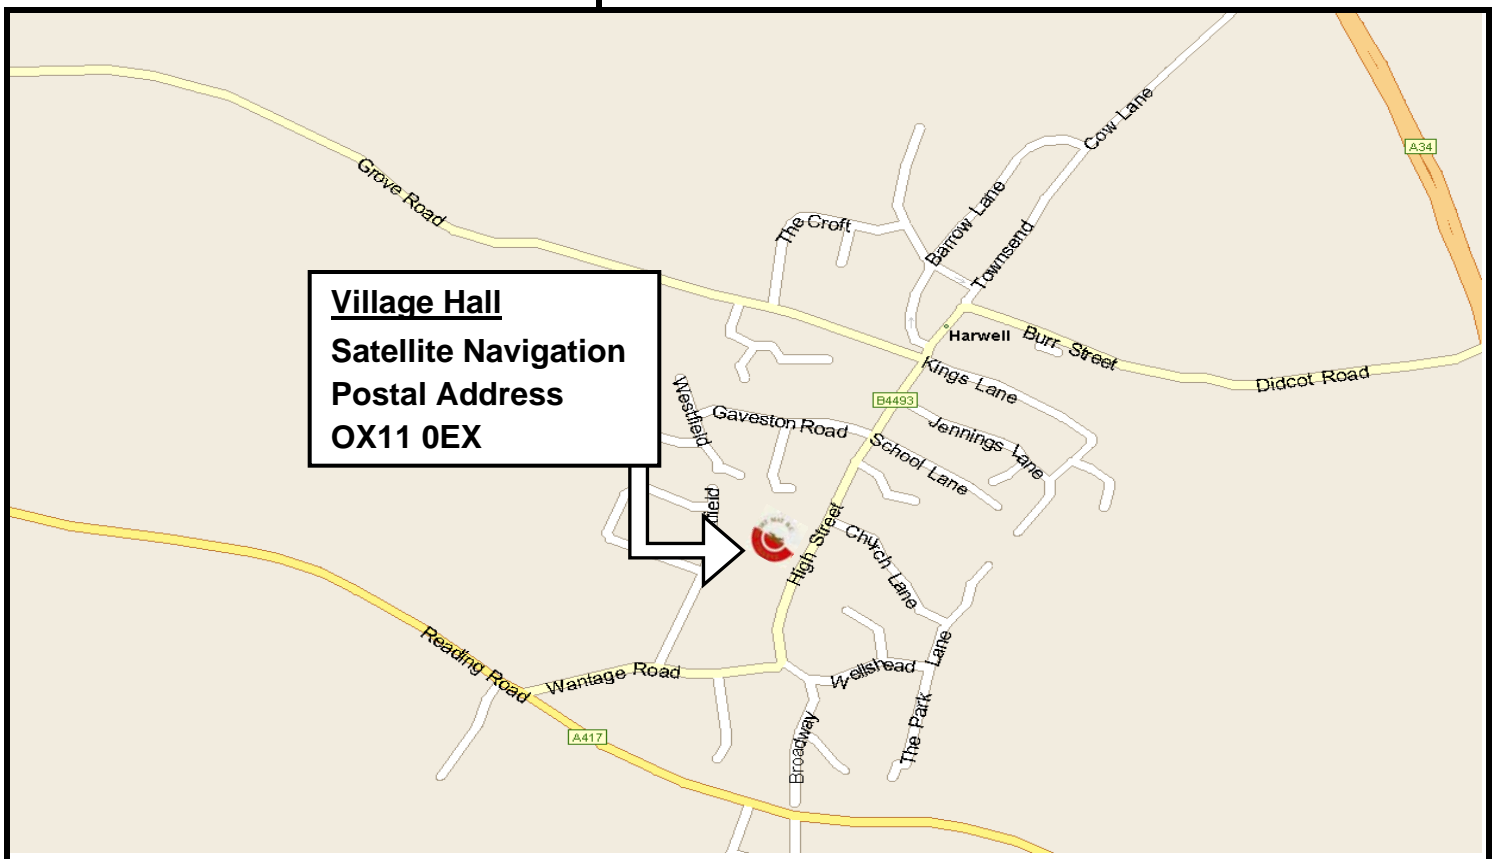 Cow Lane
A34
Grove Road
The Croft
Barrow Lane
Townsend
Village Hall
Satellite Navigation
Postal Address
OX11 0EX
Harwell
Burr Street
Kings Lane
Didcot Road
Westfield
B4493
Gaveston Road
Jennings Lane
School Lane
field
High Street
Church Lane
Reading Road
Wantage Road
Wellshead Lane
The Park
Broadway
A417